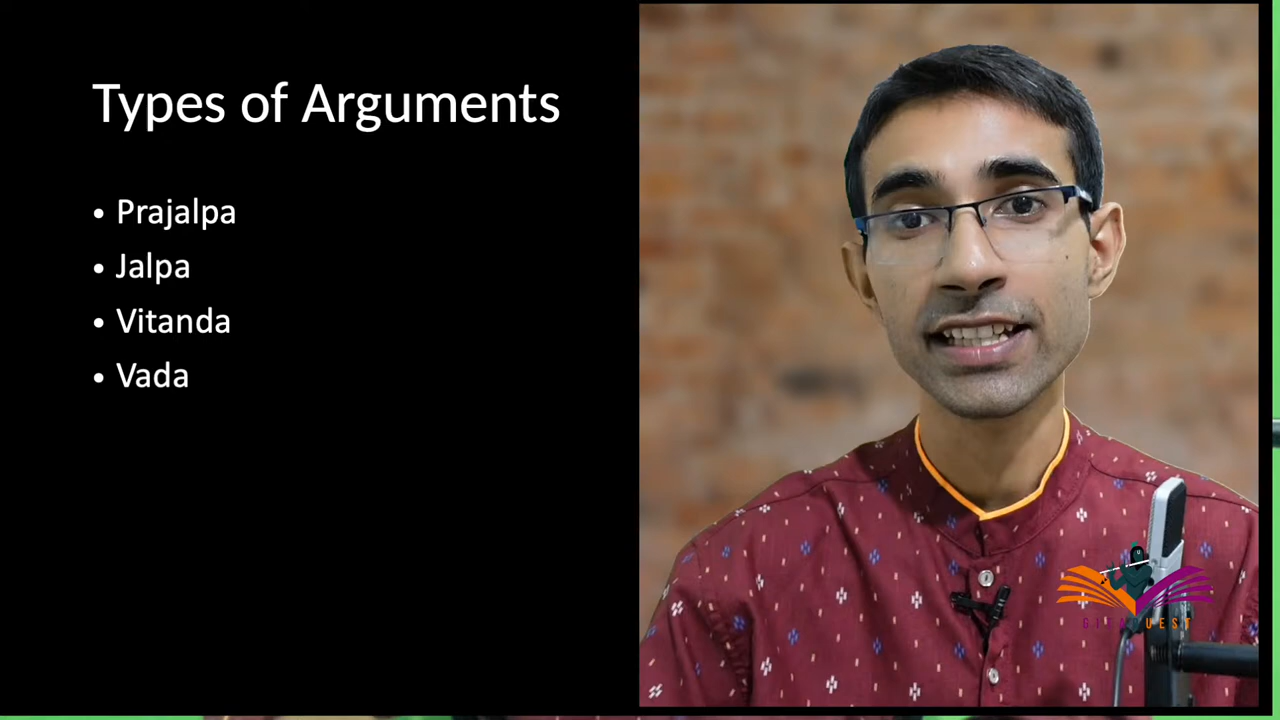 Types of Arguments
• Prajalpa
• Jalpa
• Vitanda
• Vada